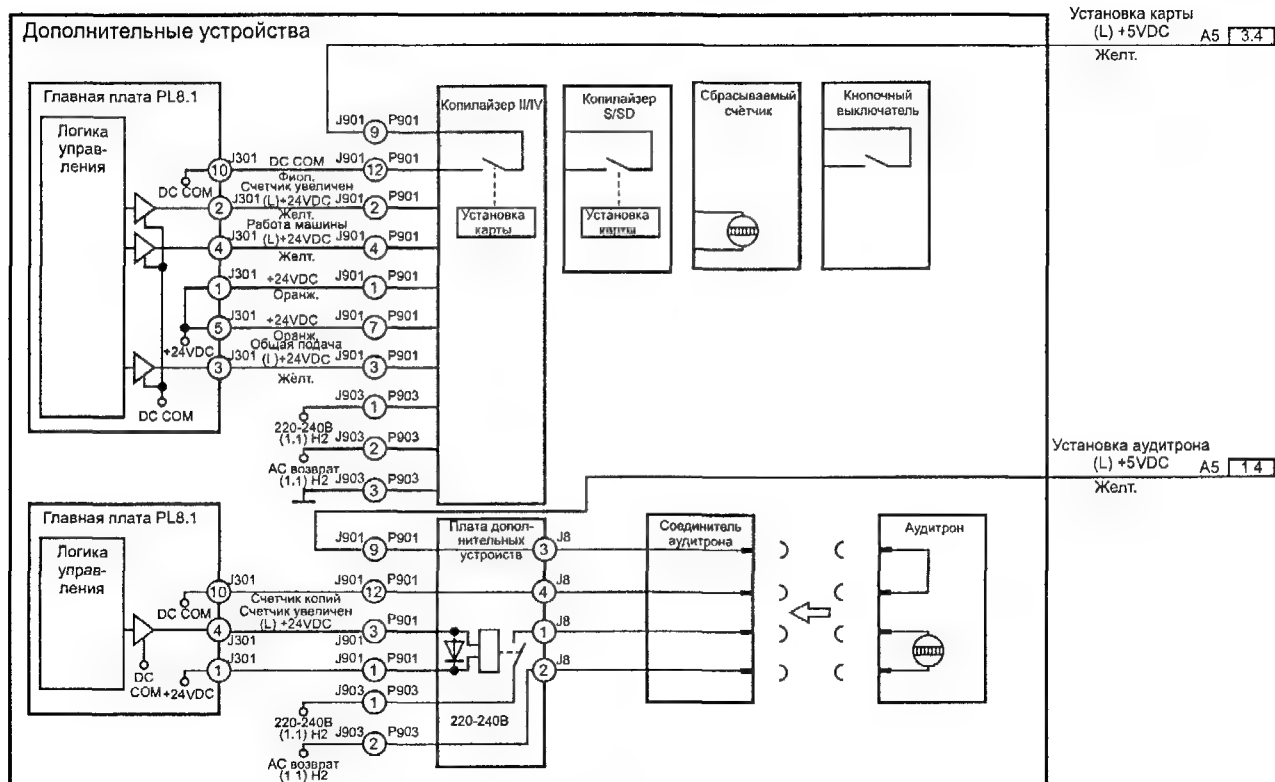 Дополнительные устройства
Установка карты
(L) +5VDC A5 3.4
Желт.
Главная плата PL8.1
Логика
управ-
ления
J901 9 P901
10 J301 DC COM J901 12 P901
DC COM Фиол.
Счетчик увеличен
2 J301 (L)+24VDC J901 2 P901
Желт.
Работа машины
4 J301 (L)+24VDC J901 4 P901
Желт.
1 J301 +24VDC J901 1 P901
Оранж.
5 J301 +24VDC J901 7 P901
Оранж.
+24VDC Общая подача
3 J301 (L)+24VDC J901 3 P901
Желт.
DC COM
J903 1 P903
220-240В
(1.1) H2 J903 2 P903
AC возврат
(1.1) H2 J903 3 P903
Копилайзер II/IV
Установка
карты
Копилайзер
S/SD
Установка
карты
Сбрасываемый
счётчик
Кнопочный
выключатель
Установка аудитрона
(L) +5VDC A5 1 4
Желт.
Главная плата PL8.1
Логика
управ-
ления
J901 9 P901
10 J301 J901 12 P901
DC COM Счетчик копий
Счетчик увеличен
4 (L) +24VDC 3 P901
J301 J901
1 J301 J901 1 P901
DC
COM +24VDC
J903 1 P903
220-240В
(1.1) H2 J903 2 P903
AC возврат
(1 1) H2
Плата допол-
нительных
устройств
3 J8
4 J8
1 J8
2 J8
220-240В
Соединитель
аудитрона
Аудитрон